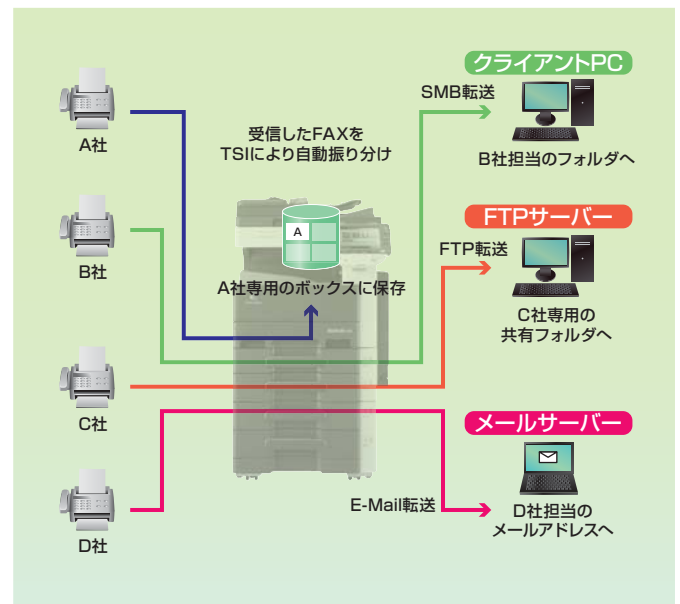 A社
B社
C社
D社
受信したFAXを
TSIにより自動振り分け
A
A社専用のボックスに保存
クライアントPC
SMB転送
B社担当のフォルダへ
FTPサーバー
FTP転送
C社専用の
共有フォルダへ
メールサーバー
E-Mail転送
D社担当の
メールアドレスへ